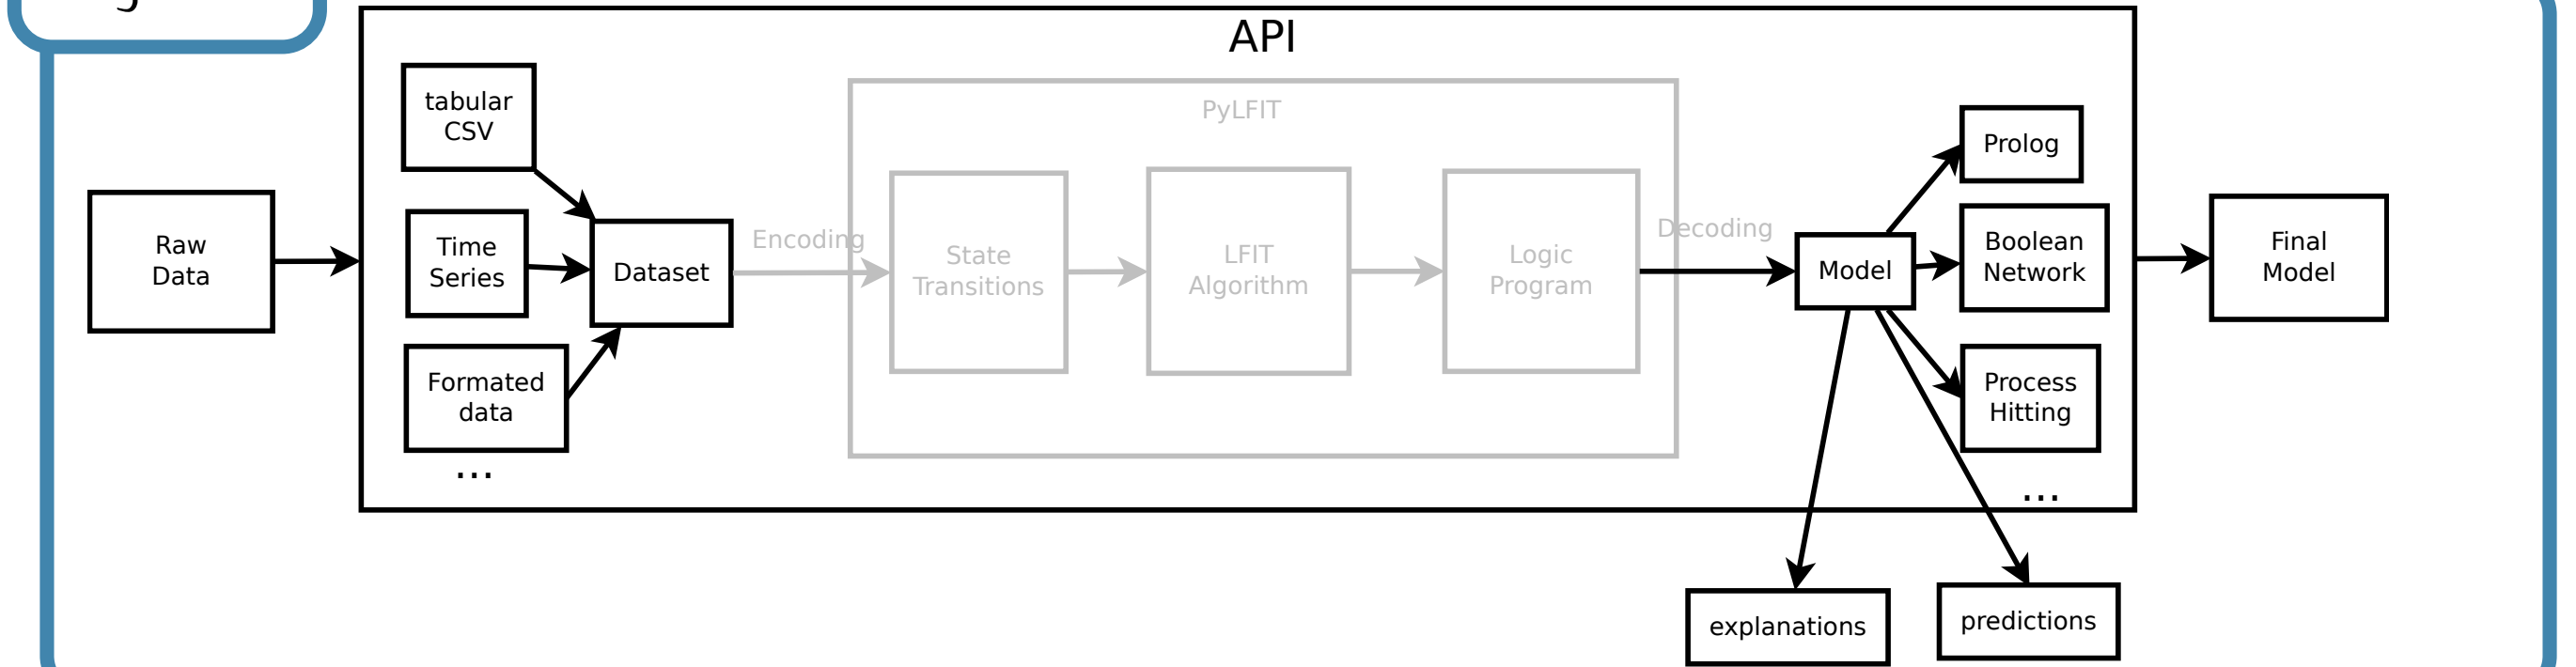 API
tabular
CSV
PyLFIT
Prolog
Raw
Data
Time
Series
Dataset
Encoding
State
Transitions
LFIT
Algorithm
Logic
Program
Decoding
Model
Boolean
Network
Final
Model
Formated
data
...
Process
Hitting
...
explanations
predictions